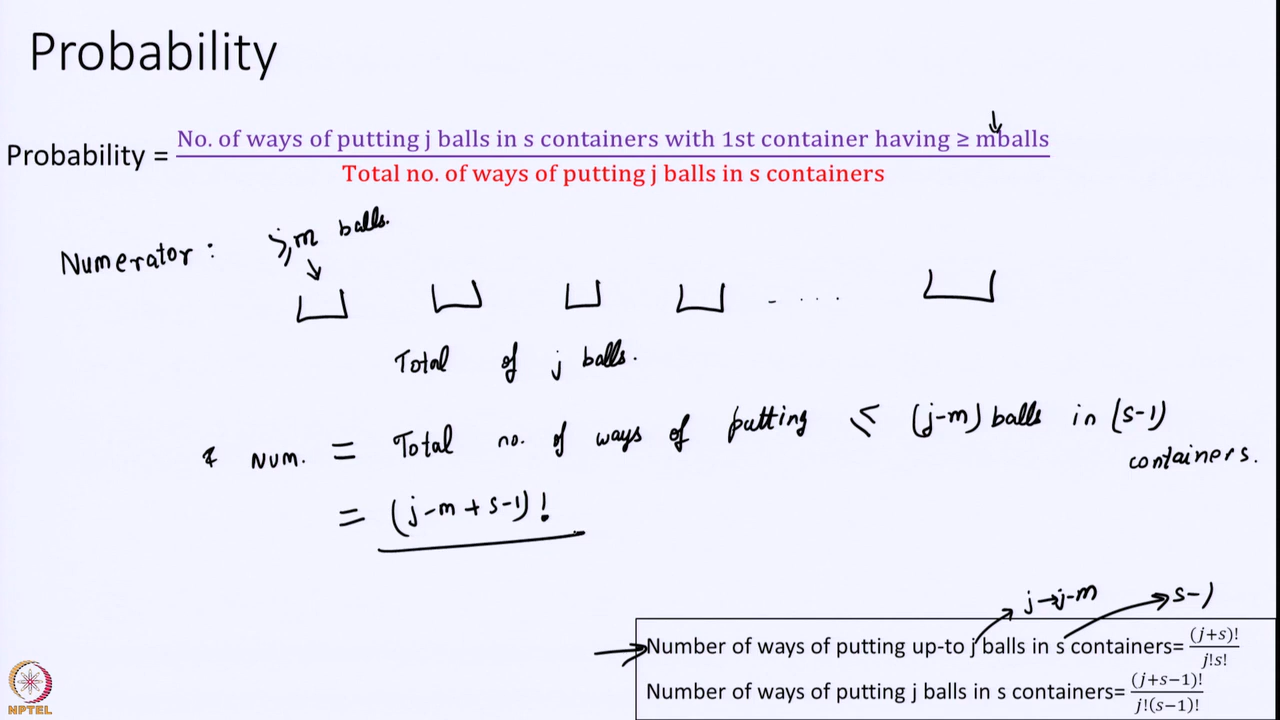 Probability
Probability = No. of ways of putting j balls in s containers with 1st container having ≥ m balls
Total no. of ways of putting j balls in s containers
Numerator : ≥m balls.
Total of j balls.
Num. = Total no. of ways of putting ≤ (j-m) balls in (s-1)
containers.
= (j-m+s-1)!
j→j-m s-1
Number of ways of putting up-to j balls in s containers= (j+s)!/j!s!
Number of ways of putting j balls in s containers= (j+s−1)!/j!(s−1)!
NPTEL